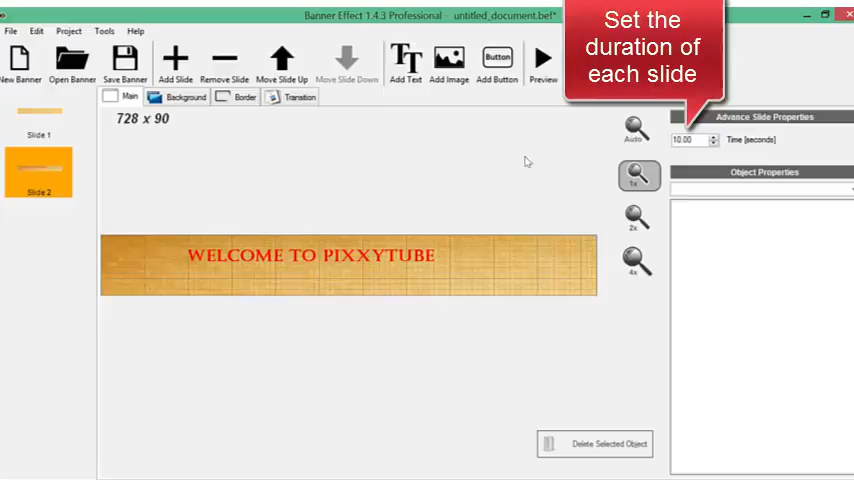 Banner Effect 1.4.3 Professional - untitled_document.bef*
File Edit Project Tools Help
New Banner Open Banner Save Banner Add Slide Remove Slide Move Slide Up Move Slide Down Add Text Add Image Button Add Button Preview
Set the
duration of
each slide
Main Background Border Transition
728 x 90
Advance Slide Properties
10.00 Time [seconds]
Auto
Object Properties
1x
2x
4x
Slide 1
Slide 2
WELCOME TO PIXXYTUBE
Delete Selected Object